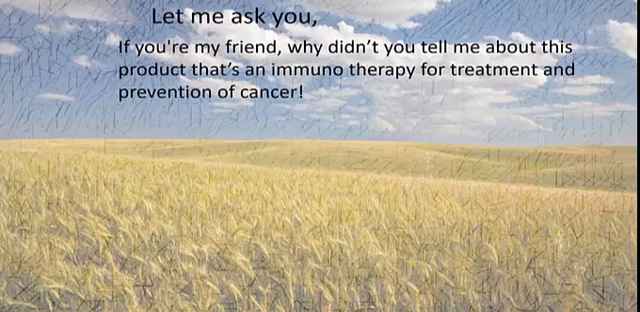 Let me ask you,
If you're my friend, why didn’t you tell me about this
product that’s an immuno therapy for treatment and
prevention of cancer!